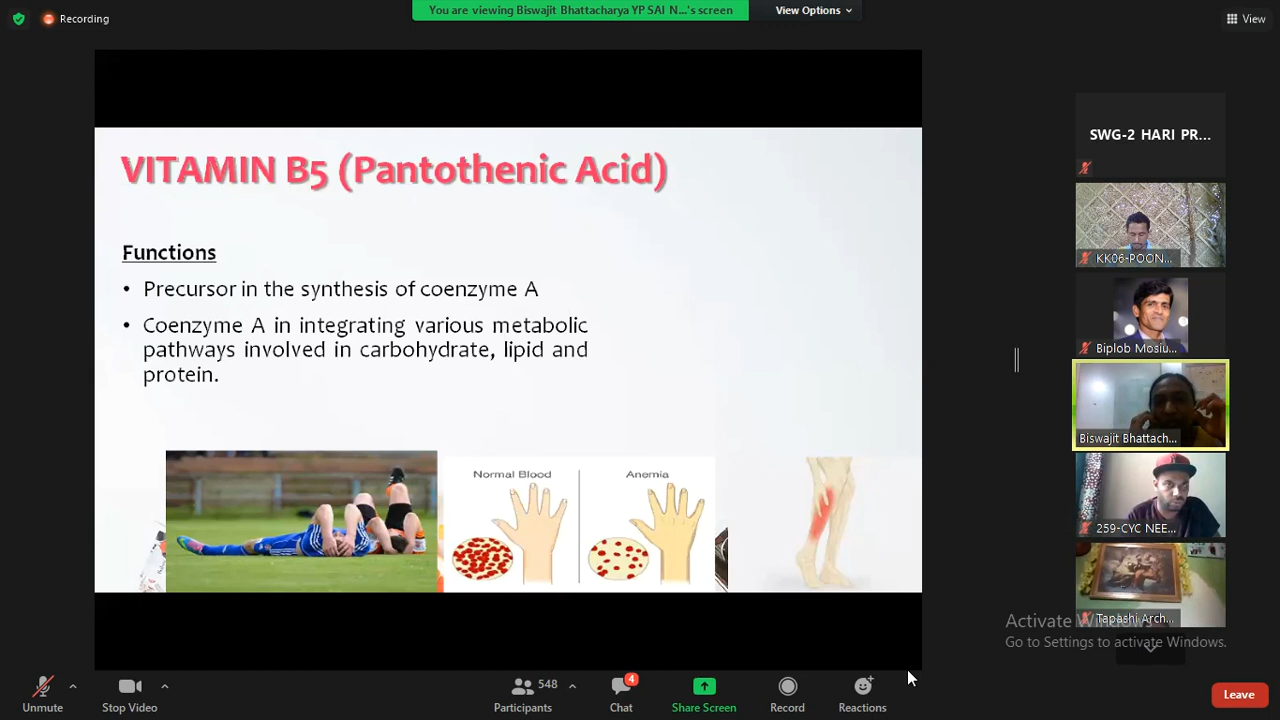 Recording
You are viewing Biswajit Bhattacharya YP SAI N...'s screen
View Options
View
VITAMIN B5 (Pantothenic Acid)
Functions
• Precursor in the synthesis of coenzyme A
• Coenzyme A in integrating various metabolic
pathways involved in carbohydrate, lipid and
protein.
Normal Blood
Anemia
SWG-2 HARI PR...
KK06-POON...
Biplob Mosiu...
Biswajit Bhattach...
259-CYC NEE...
Tapashi Arch...
Activate Windows
Go to Settings to activate Windows.
Unmute
Stop Video
548
Participants
4
Chat
Share Screen
Record
Reactions
Leave